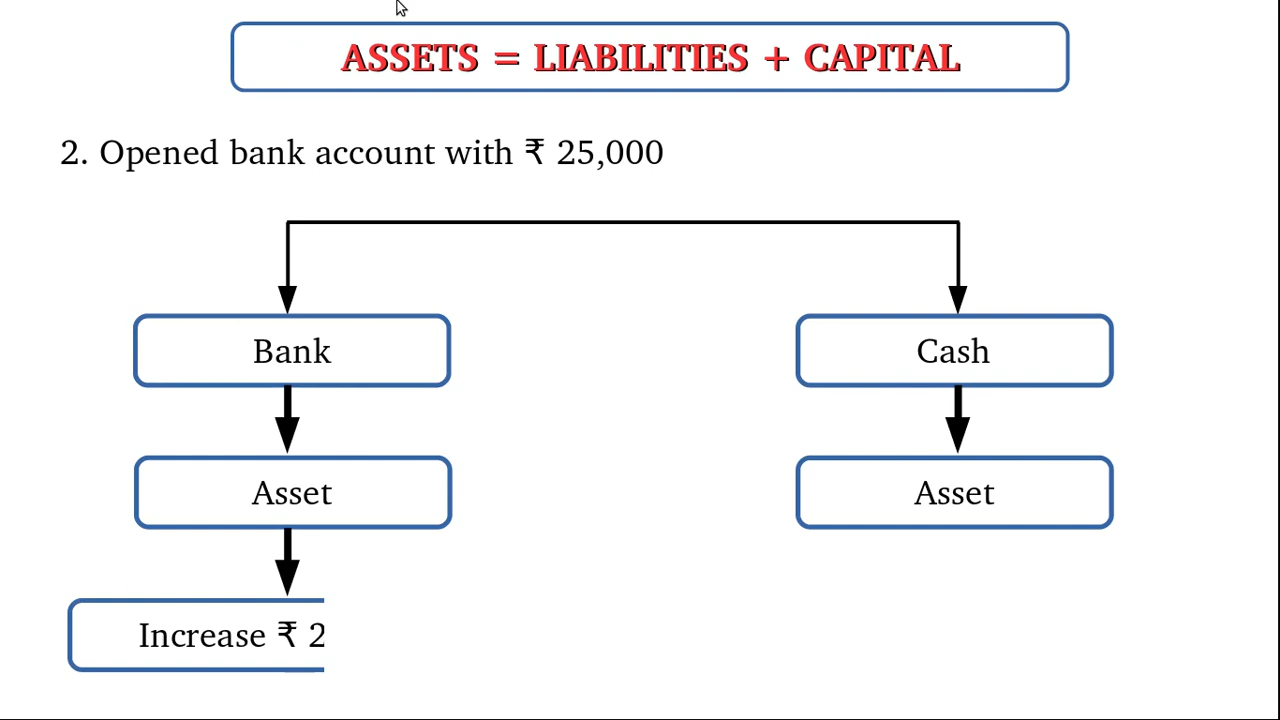 ASSETS = LIABILITIES + CAPITAL
2. Opened bank account with ₹ 25,000
Bank
Cash
Asset
Asset
Increase ₹ 2